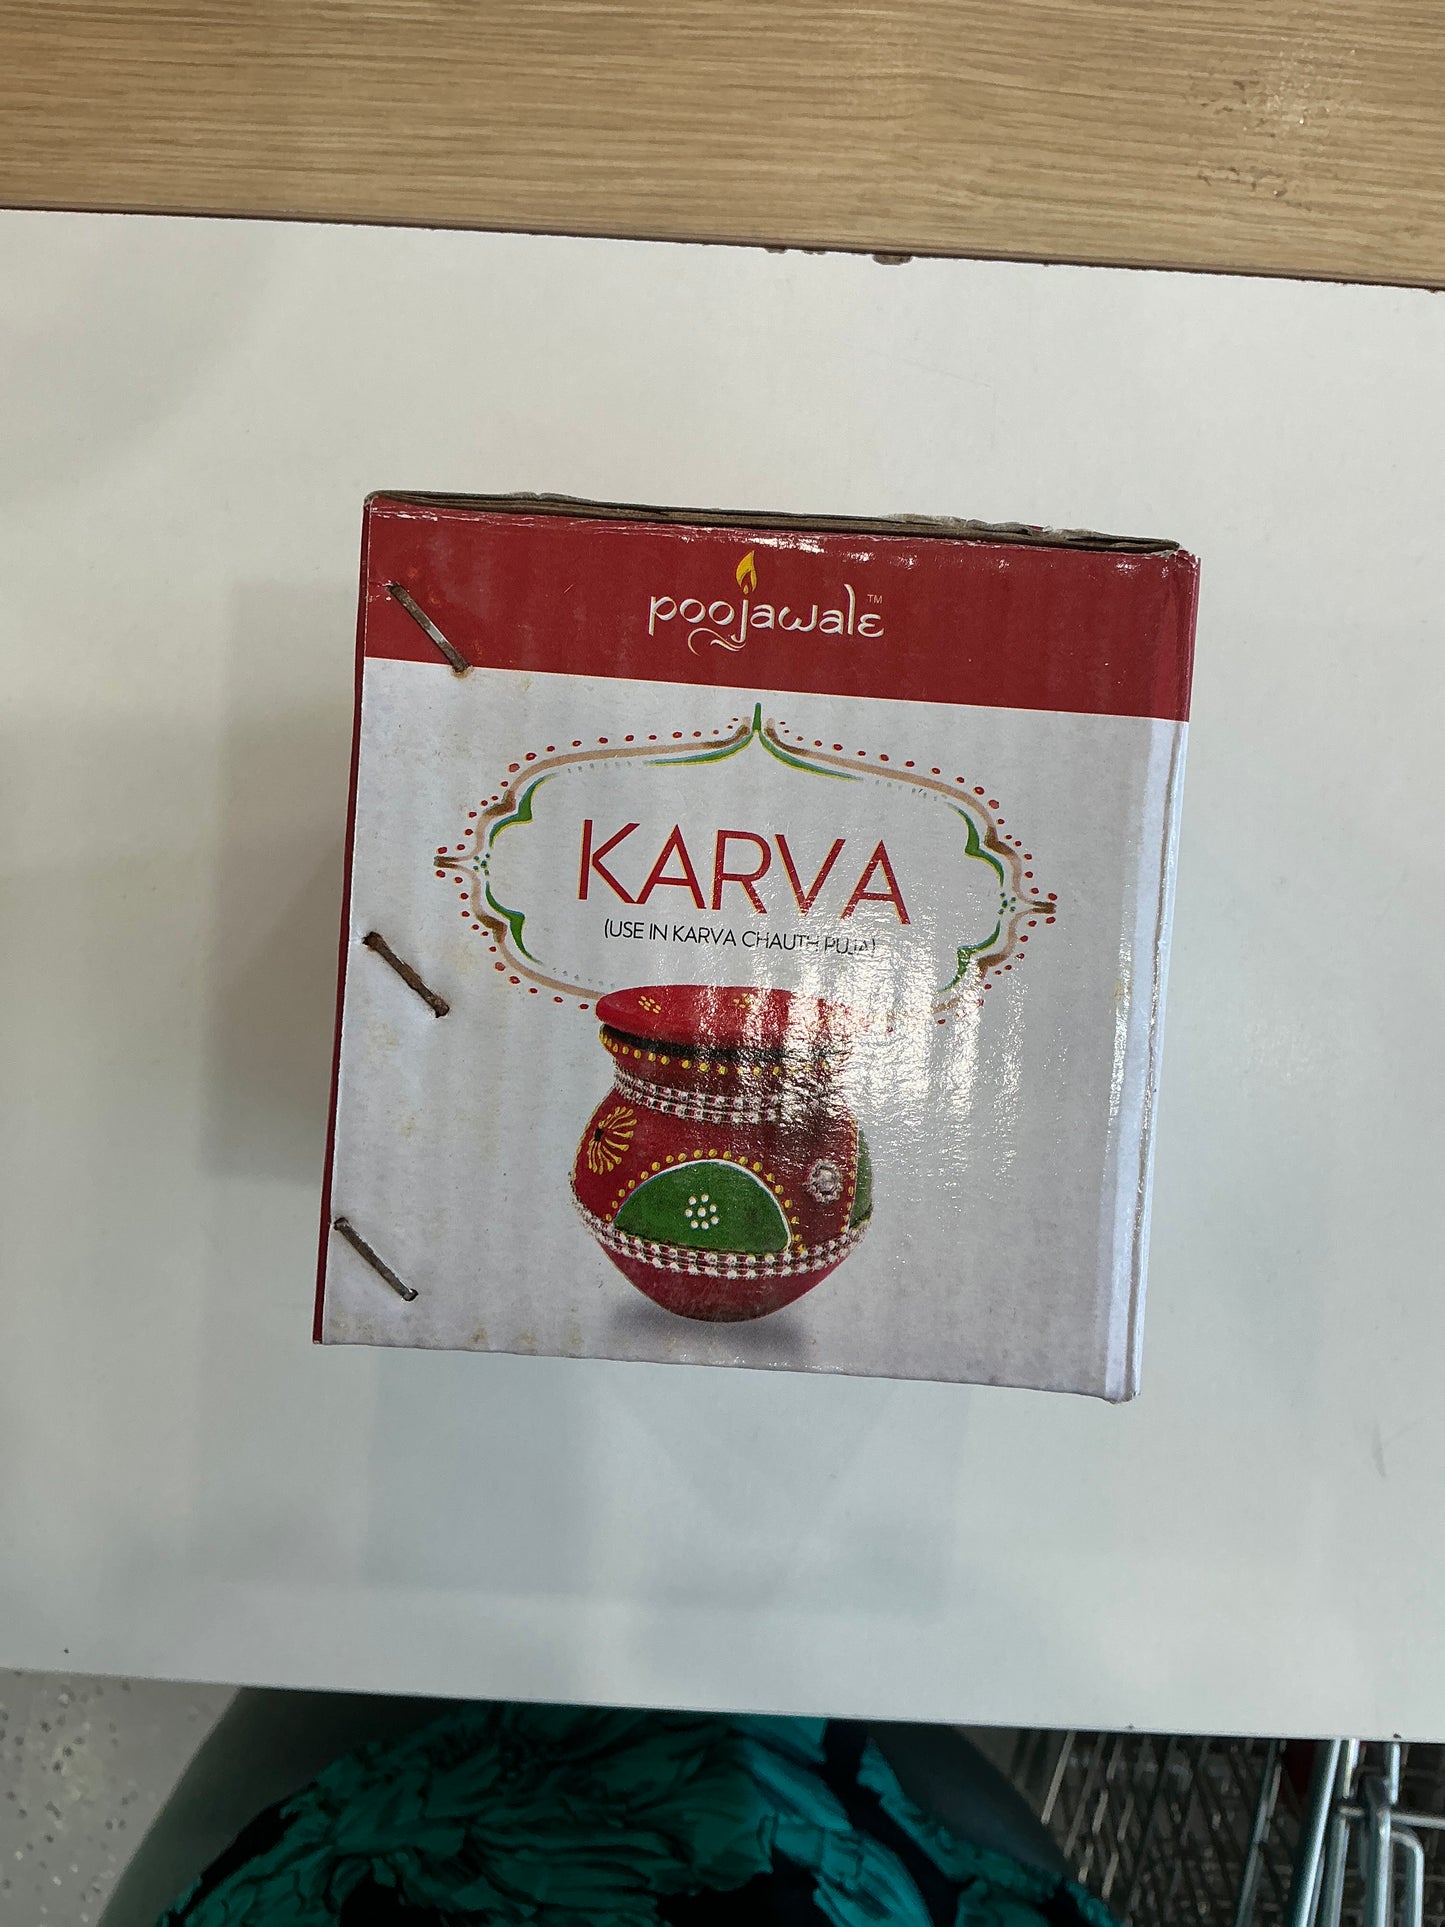 poojawale™
KARVA
(USE IN KARVA CHAUTH PUJA)